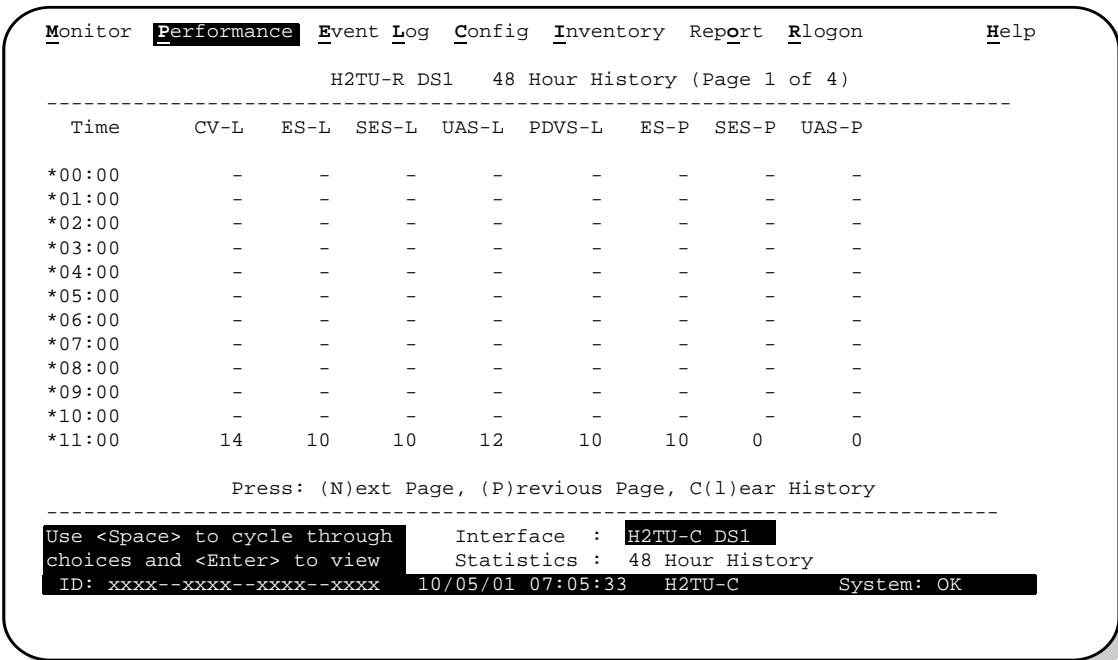 Monitor Performance Event Log Config Inventory Report Rlogon Help
H2TU-R DS1 48 Hour History (Page 1 of 4)
--------------------------------------------------------------------------------
Time CV-L ES-L SES-L UAS-L PDVS-L ES-P SES-P UAS-P
*00:00 - - - - - - - -
*01:00 - - - - - - - -
*02:00 - - - - - - - -
*03:00 - - - - - - - -
*04:00 - - - - - - - -
*05:00 - - - - - - - -
*06:00 - - - - - - - -
*07:00 - - - - - - - -
*08:00 - - - - - - - -
*09:00 - - - - - - - -
*10:00 - - - - - - - -
*11:00 14 10 10 12 10 10 0 0
Press: (N)ext Page, (P)revious Page, C(l)ear History
-------------------------------------------------------------------------------
Use <Space> to cycle through Interface : H2TU-C DS1
choices and <Enter> to view Statistics : 48 Hour History
ID: xxxx--xxxx--xxxx--xxxx 10/05/01 07:05:33 H2TU-C System: OK